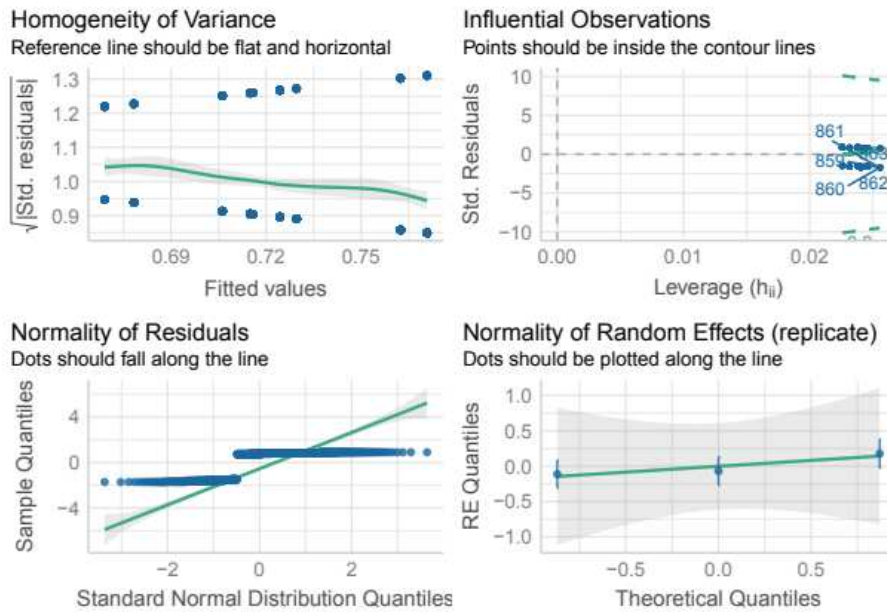 Homogeneity of Variance
Reference line should be flat and horizontal
√|Std. residuals|
1.3
1.2
1.1
1.0
0.9
0.69
0.72
0.75
Fitted values
Influential Observations
Points should be inside the contour lines
Std. Residuals
10
5
0
−5
−10
861
859
860
862
0.00
0.01
0.02
Leverage (hii)
Normality of Residuals
Dots should fall along the line
Sample Quantiles
4
0
−4
−2
0
2
Standard Normal Distribution Quantiles
Normality of Random Effects (replicate)
Dots should be plotted along the line
RE Quantiles
1.0
0.5
0.0
−0.5
−1.0
−0.5
0.0
0.5
Theoretical Quantiles